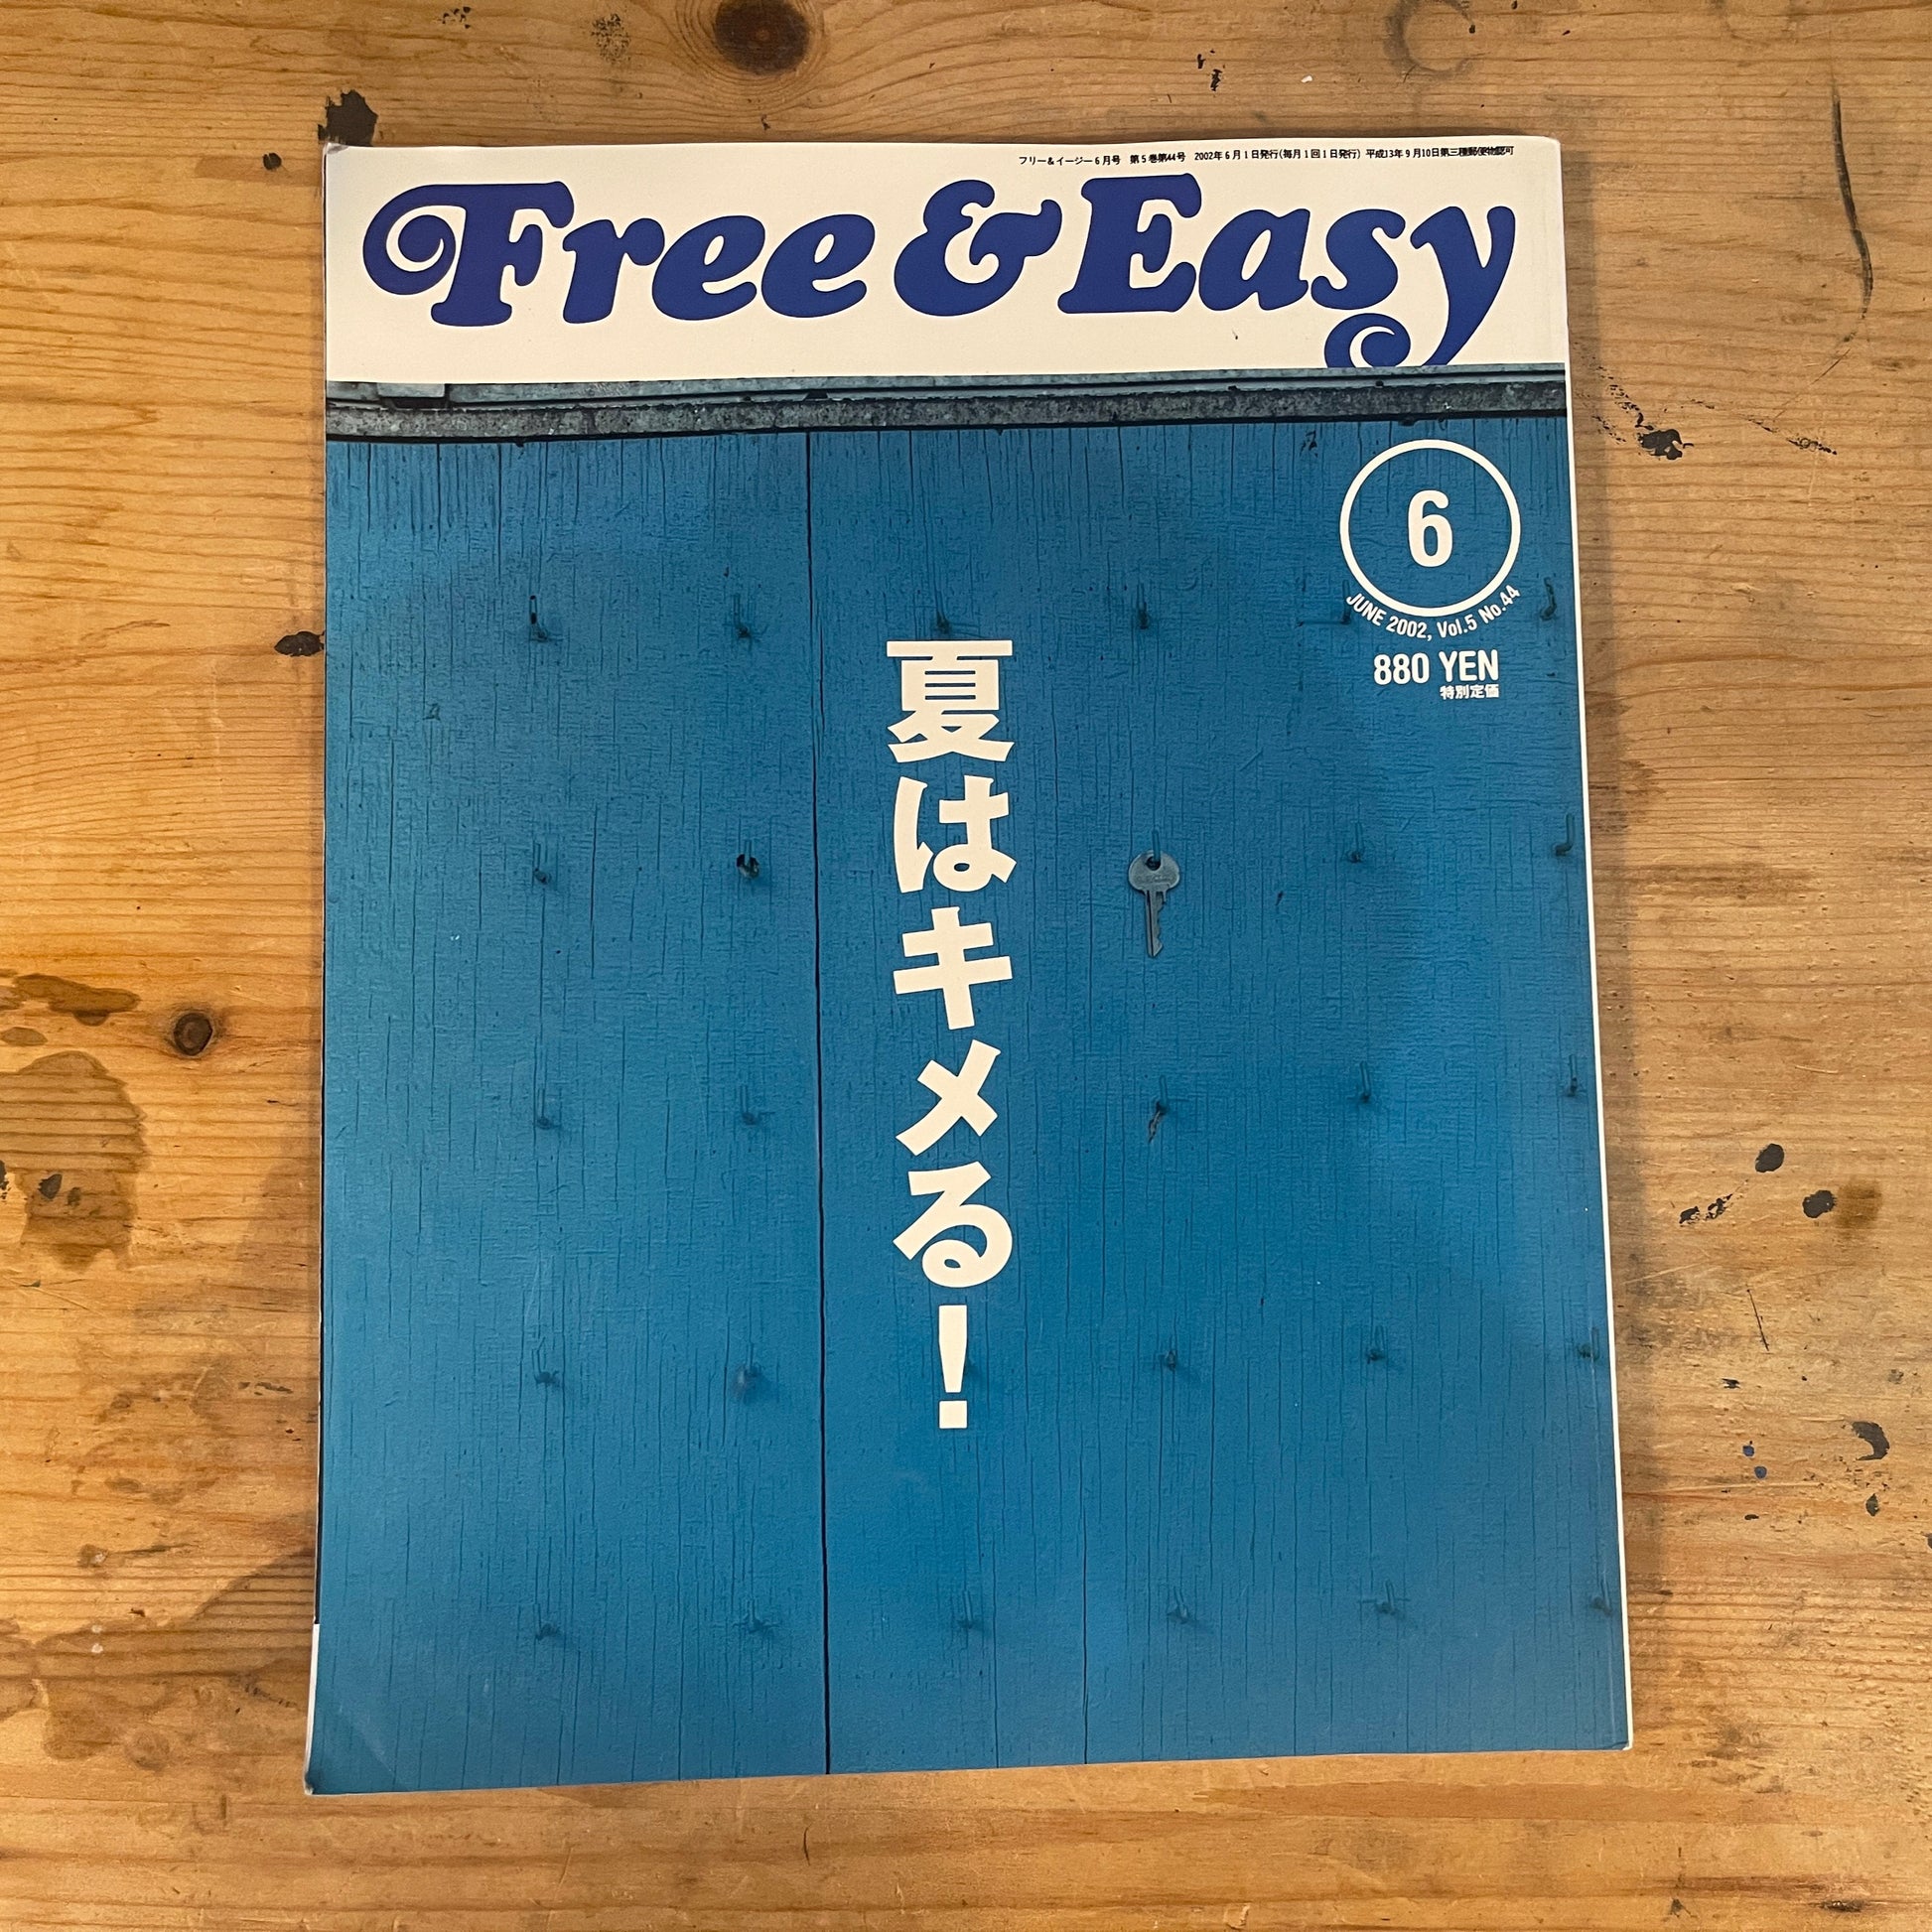 フリー&イージー6月号 第5巻第44号 2002年6月1日発行(毎月1回1日発行) 平成13年9月10日第三種郵便物認可
Free & Easy
6
JUNE 2002, Vol.5 No.44
880 YEN
特別定価
夏はキメる!